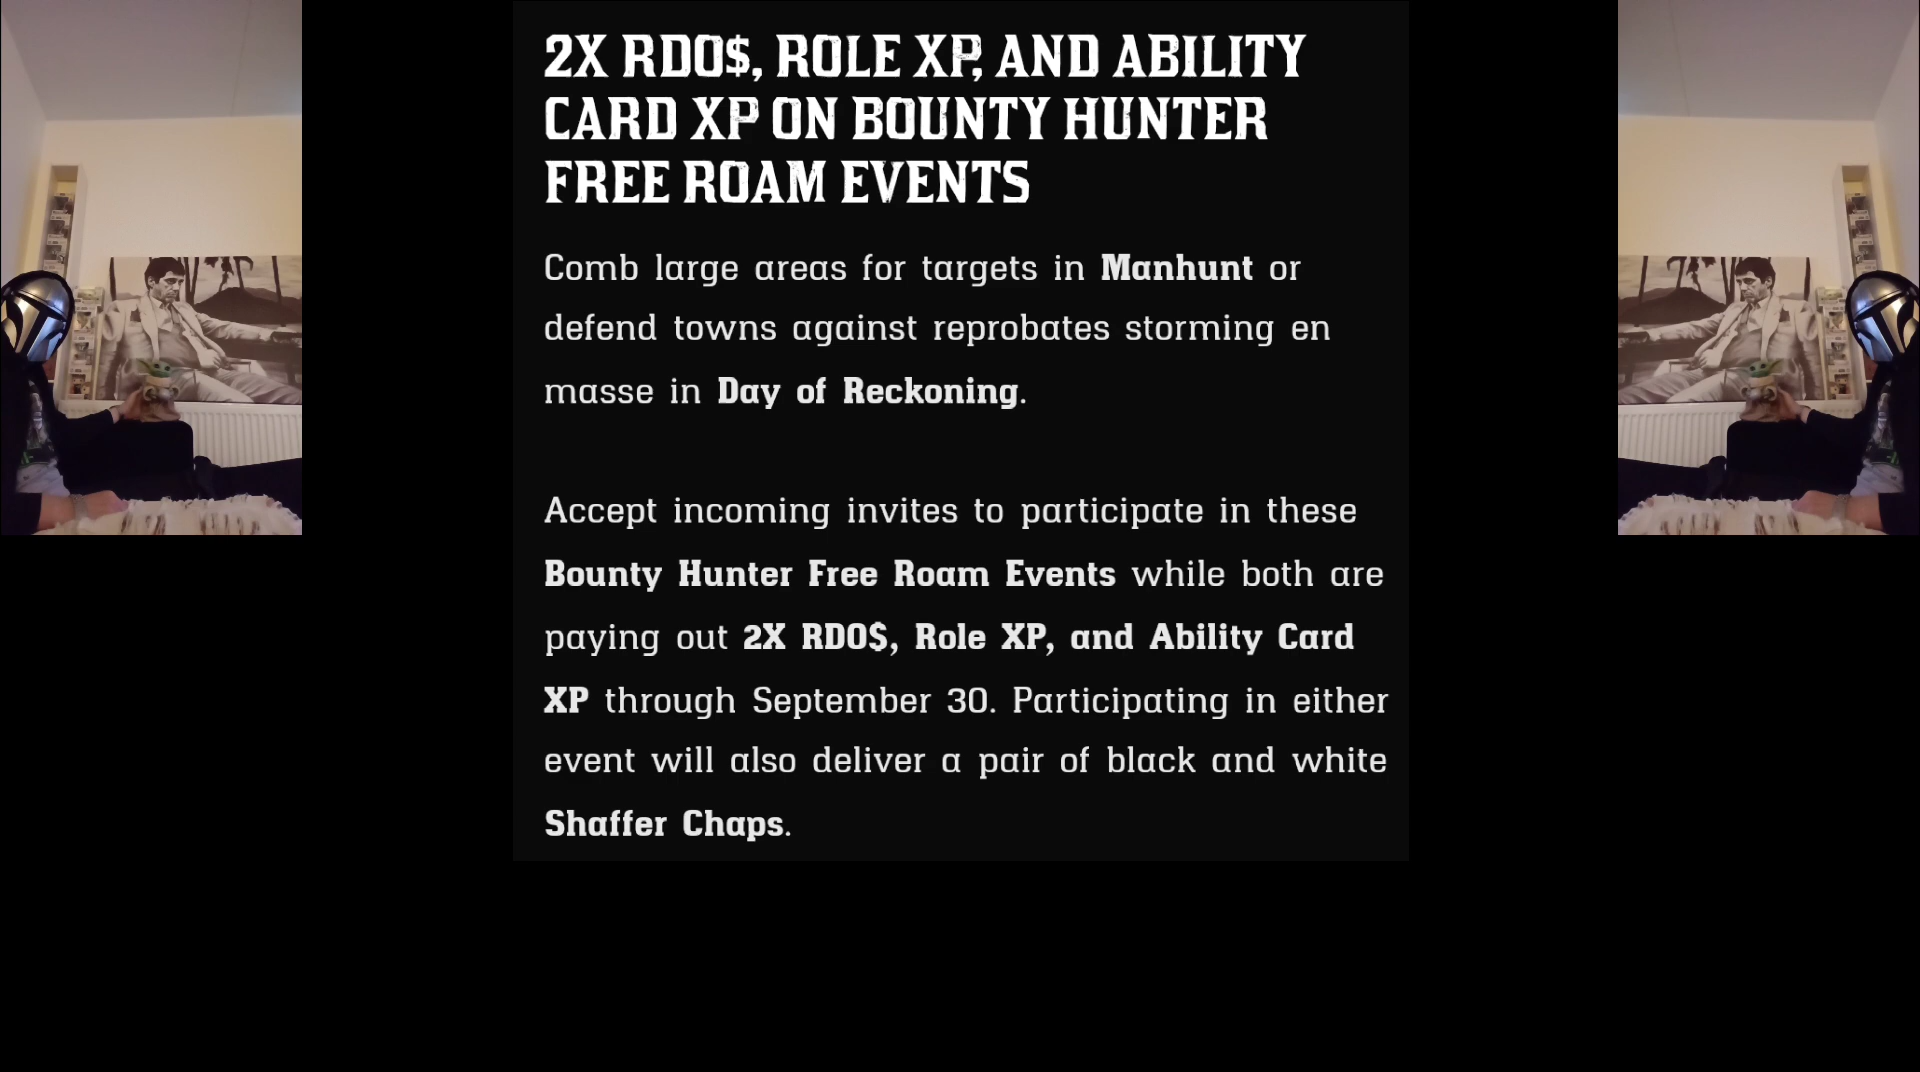 2X RDO$, ROLE XP, AND ABILITY
CARD XP ON BOUNTY HUNTER
FREE ROAM EVENTS
Comb large areas for targets in Manhunt or
defend towns against reprobates storming en
masse in Day of Reckoning.
Accept incoming invites to participate in these
Bounty Hunter Free Roam Events while both are
paying out 2X RDO$, Role XP, and Ability Card
XP through September 30. Participating in either
event will also deliver a pair of black and white
Shaffer Chaps.